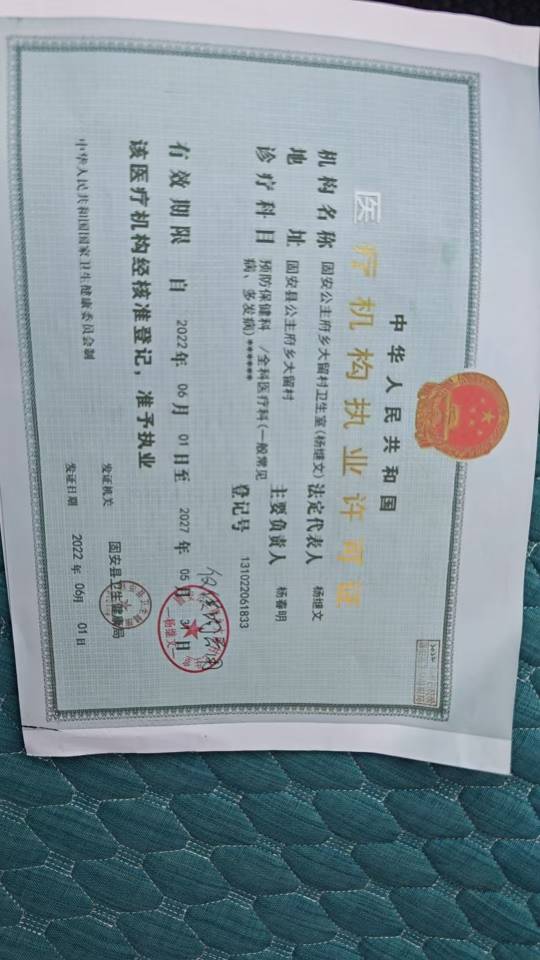 中华人民共和国
医疗机构执业许可证
机构名称 固安公主府乡大留村卫生室(杨继文) 法定代表人 杨继文
地址 固安县公主府乡大留村 主要负责人 杨春明
诊疗科目 预防保健科 /全科医疗科(一般常见
病、多发病)****** 登记号 131022061833
有效期限 自 2022年 06月 01日至 2027年 05月 31日
该医疗机构经核准登记，准予执业
发证机关 固安县卫生健康局
中华人民共和国国家卫生健康委员会制 发证日期 2022年 06月 01日
杨继文